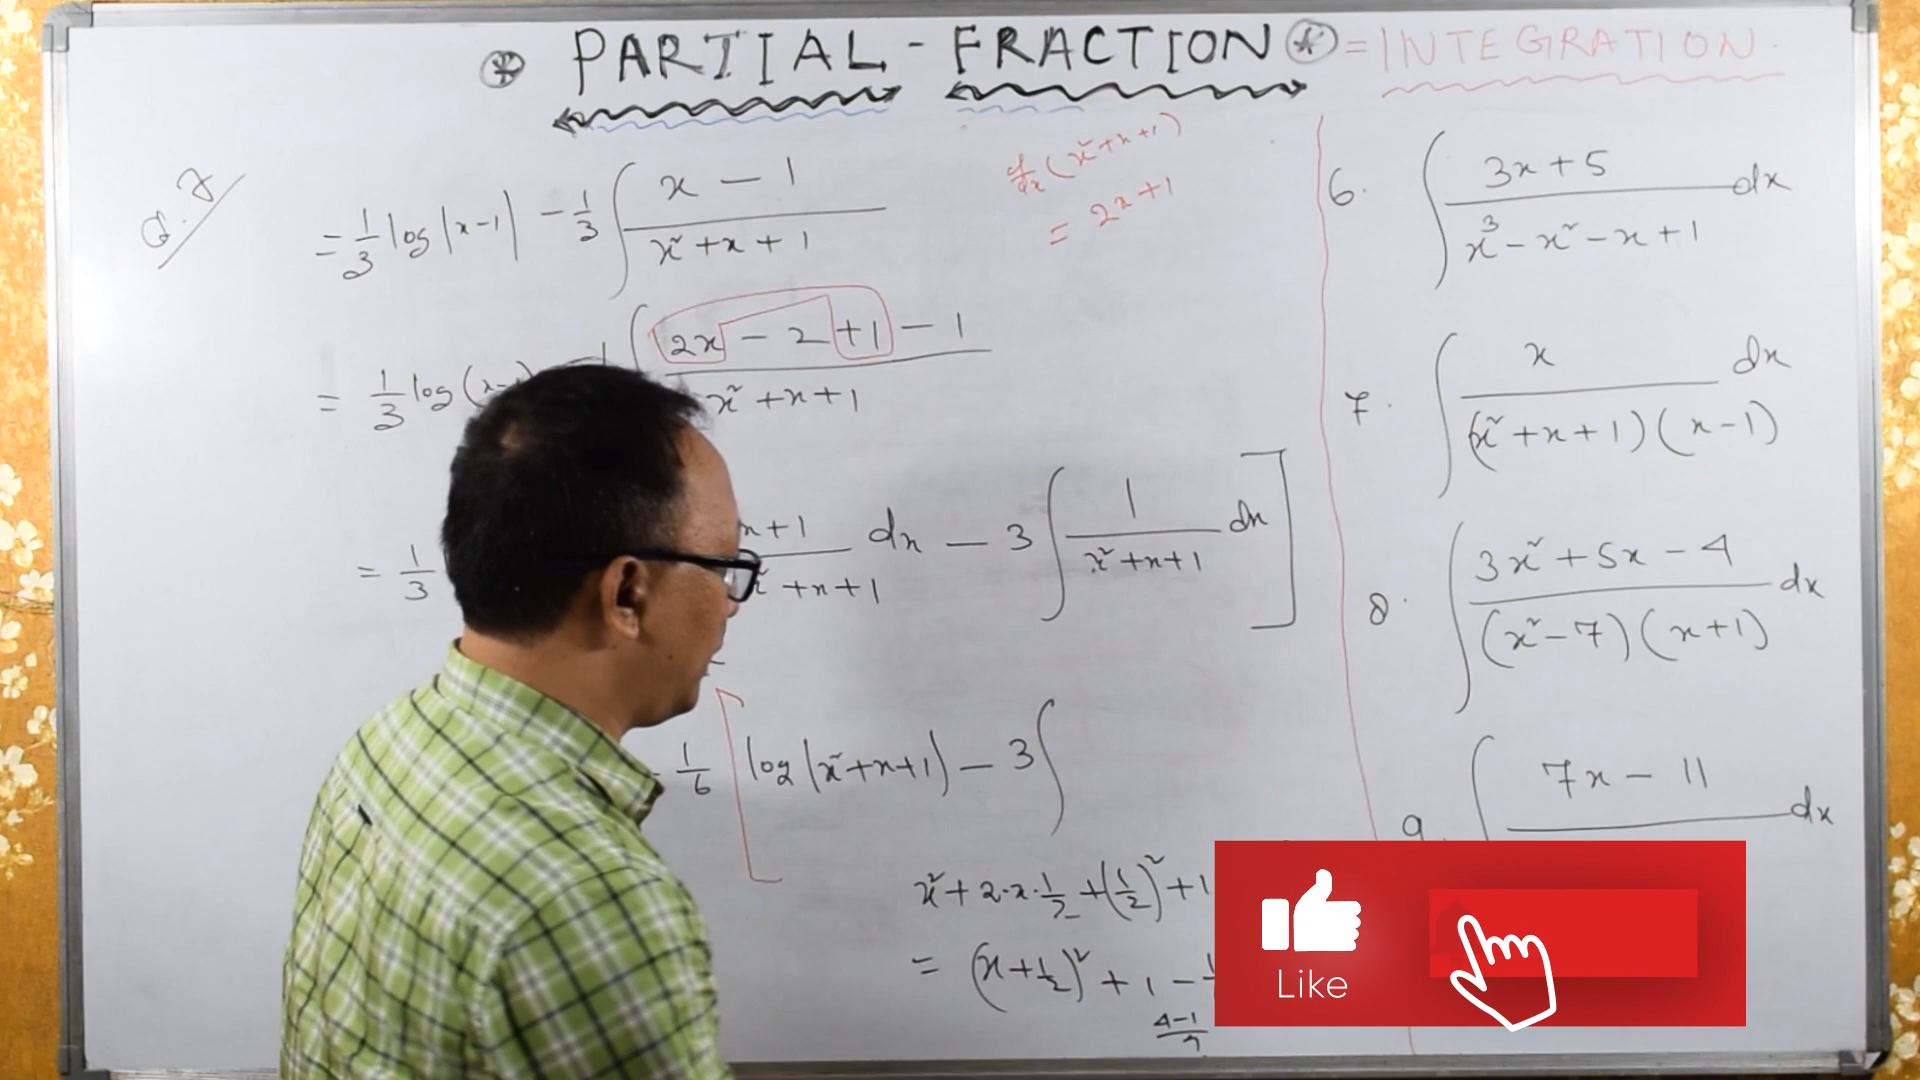 * PARTIAL - FRACTION * = INTEGRATION.
Q.7
= 1/3 log|x-1| - 1/3 ∫ x - 1 / x² + x + 1
d/dx (x² + x + 1)
= 2x + 1
= 1/3 log(x-1 ∫ 2x - 2 + 1 - 1 / x² + x + 1
= 1/3 x + 1 / x² + x + 1 dx - 3 ∫ 1 / x² + x + 1 dx ]
- 1/6 [ log|x² + x + 1| - 3 ∫
x² + 2·x·1/2 + (1/2)² + 1
= (x + 1/2)² + 1 - 1
4-1
6. ∫ 3x + 5 / x³ - x² - x + 1 dx
7. ∫ x / (x² + x + 1)(x - 1) dx
8. ∫ 3x² + 5x - 4 / (x² - 7)(x + 1) dx
9. ∫ 7x - 11 dx
Like